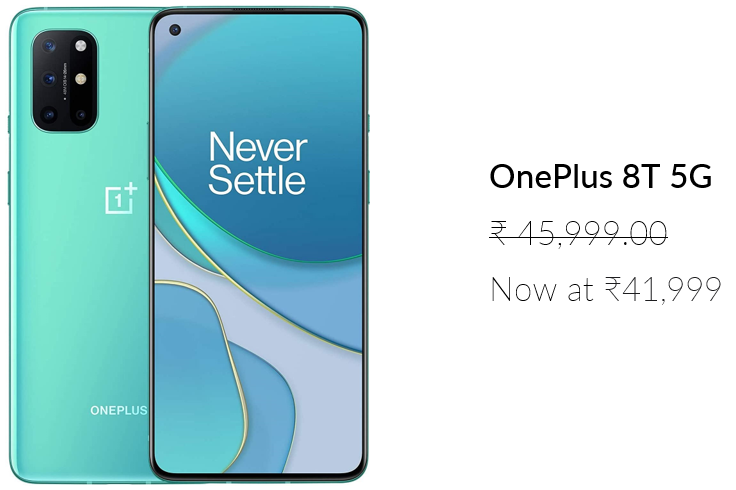 Never
Settle
ONEPLUS
OnePlus 8T 5G
₹ 45,999.00
Now at ₹41,999